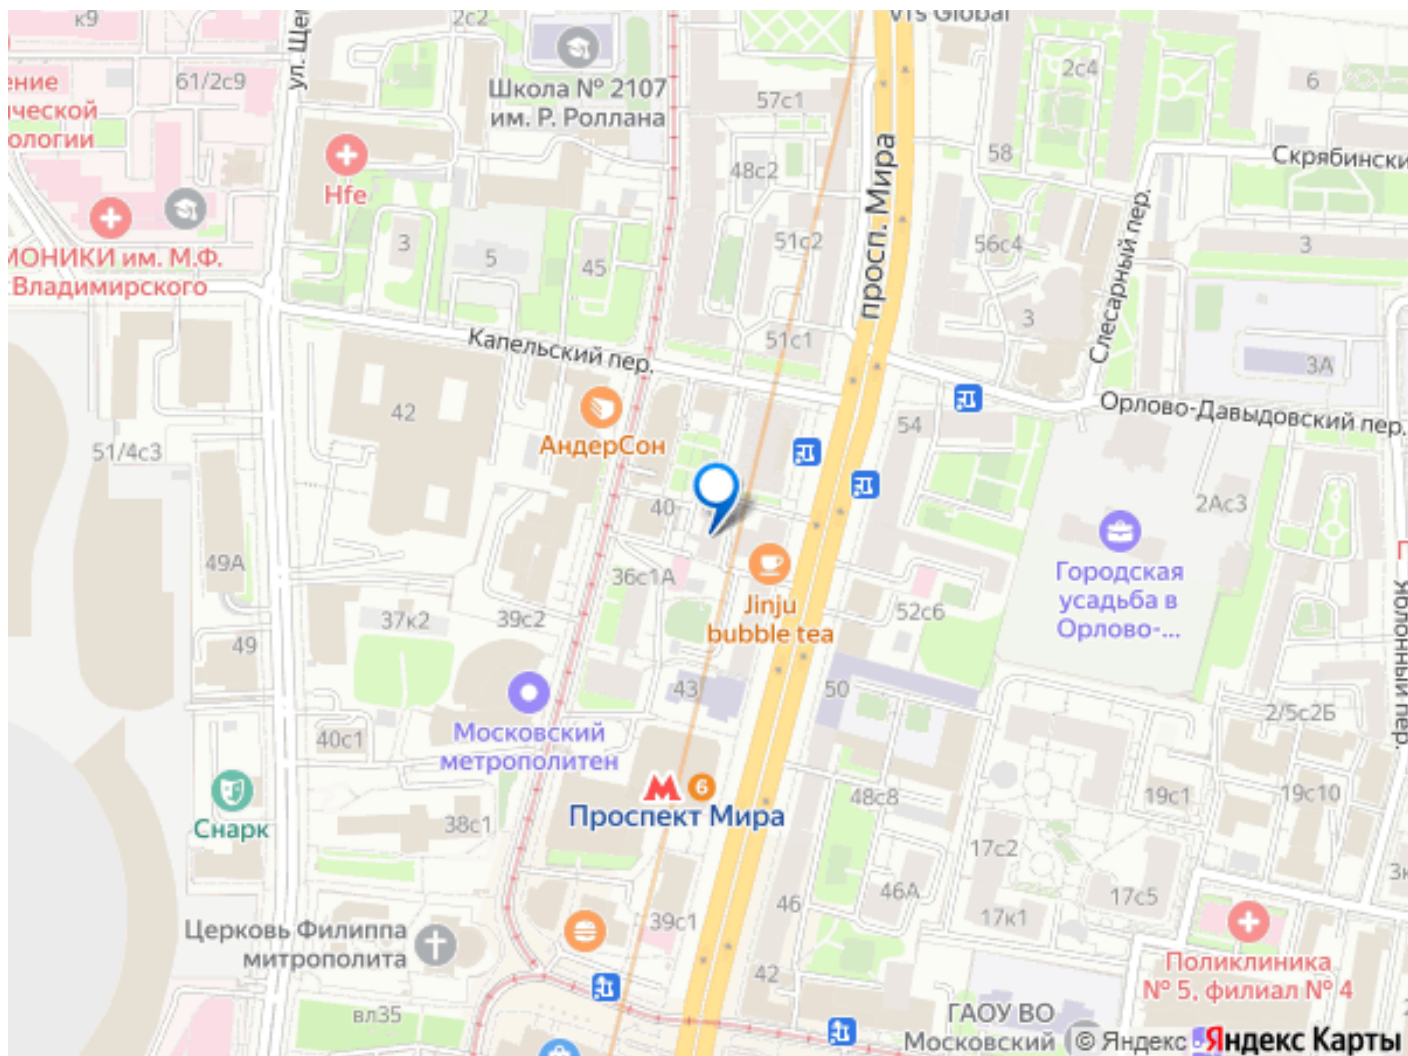 к9
2с2
VTs Global
ул. Щеп
61/2с9
ение
ической
ологии
Школа № 2107
им. Р. Роллана
57с1
2с4
6
Hfe
48с2
58
Скрябински
просп. Мира
МОНИКИ им. М.Ф.
Владимирского
3
5
45
51с2
56с4
Слесарный пер.
3
3
Капельский пер.
51с1
3А
42
АндерСон
54
Орлово-Давыдовский пер.
51/4с3
40
2Ас3
49А
36с1А
Jinju
bubble tea
52с6
Городская
усадьба в
Орлово-...
Яблонный пер.
37к2
39с2
49
43
50
2/5с2Б
40с1
Московский
метрополитен
6
Проспект Мира
48с8
19с1
19с10
Снарк
38с1
17с2
46А
17с5
3к
Церковь Филиппа
митрополита
39с1
46
17к1
Поликлиника
№ 5, филиал № 4
42
вл35
ГАОУ ВО
Московский
© Яндекс
Яндекс Карты